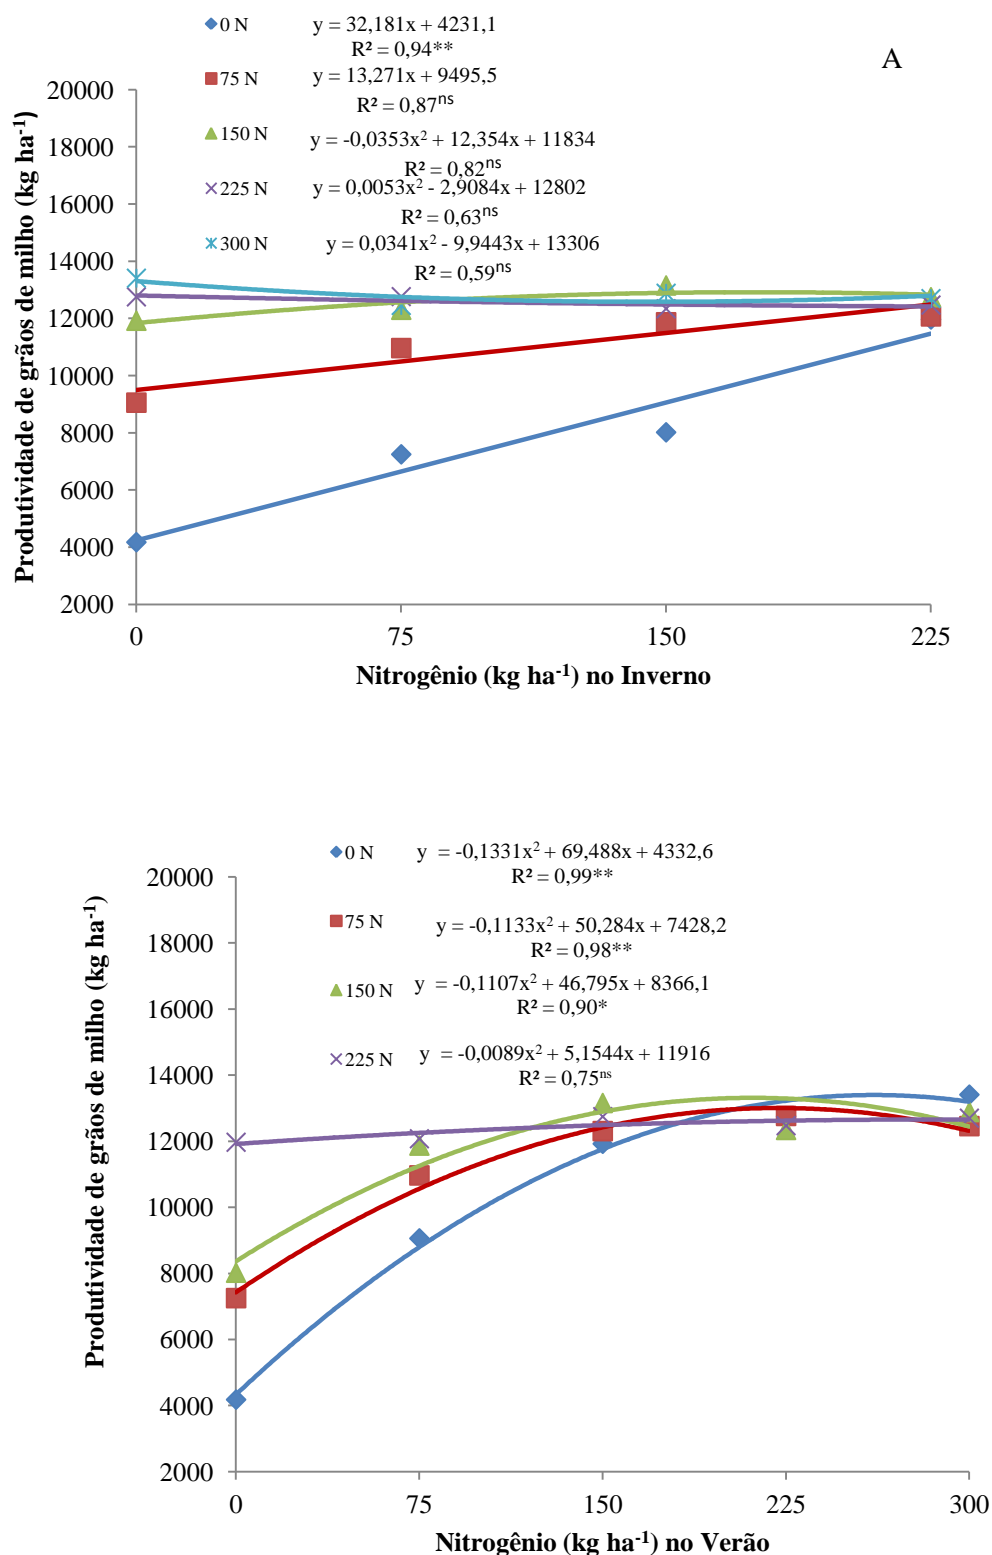 0 N y = 32,181x + 4231,1
R² = 0,94**
A
75 N y = 13,271x + 9495,5
R² = 0,87ⁿˢ
150 N y = -0,0353x² + 12,354x + 11834
R² = 0,82ⁿˢ
225 N y = 0,0053x² - 2,9084x + 12802
R² = 0,63ⁿˢ
300 N y = 0,0341x² - 9,9443x + 13306
R² = 0,59ⁿˢ
Produtividade de grãos de milho (kg ha⁻¹)
20000
18000
16000
14000
12000
10000
8000
6000
4000
2000
0 75 150 225
Nitrogênio (kg ha⁻¹) no Inverno
0 N y = -0,1331x² + 69,488x + 4332,6
R² = 0,99**
75 N y = -0,1133x² + 50,284x + 7428,2
R² = 0,98**
150 N y = -0,1107x² + 46,795x + 8366,1
R² = 0,90*
225 N y = -0,0089x² + 5,1544x + 11916
R² = 0,75ⁿˢ
Produtividade de grãos de milho (kg ha⁻¹)
20000
18000
16000
14000
12000
10000
8000
6000
4000
2000
0 75 150 225 300
Nitrogênio (kg ha⁻¹) no Verão